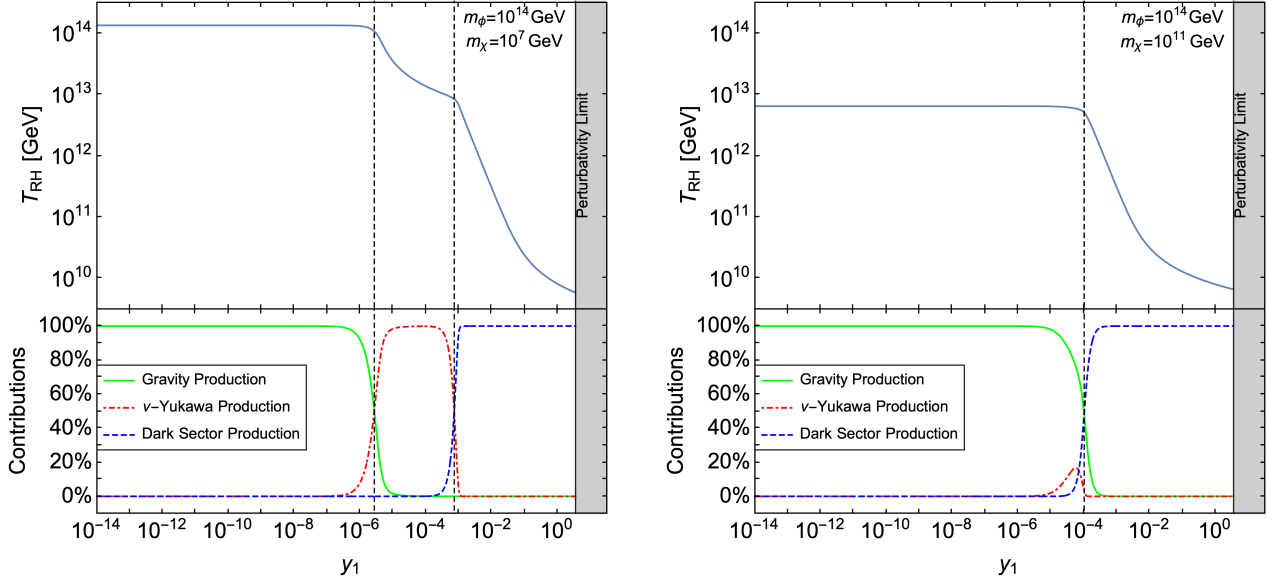 m_ϕ=10^14 GeV
m_χ=10^7 GeV
10^14
10^13
10^12
10^11
10^10
T_RH [GeV]
Perturbativity Limit
100%
80%
60%
40%
20%
0%
Contributions
Gravity Production
ν-Yukawa Production
Dark Sector Production
10^-14
10^-12
10^-10
10^-8
10^-6
10^-4
10^-2
10^0
y_1
m_ϕ=10^14 GeV
m_χ=10^11 GeV
10^14
10^13
10^12
10^11
10^10
T_RH [GeV]
Perturbativity Limit
100%
80%
60%
40%
20%
0%
Contributions
Gravity Production
ν-Yukawa Production
Dark Sector Production
10^-14
10^-12
10^-10
10^-8
10^-6
10^-4
10^-2
10^0
y_1